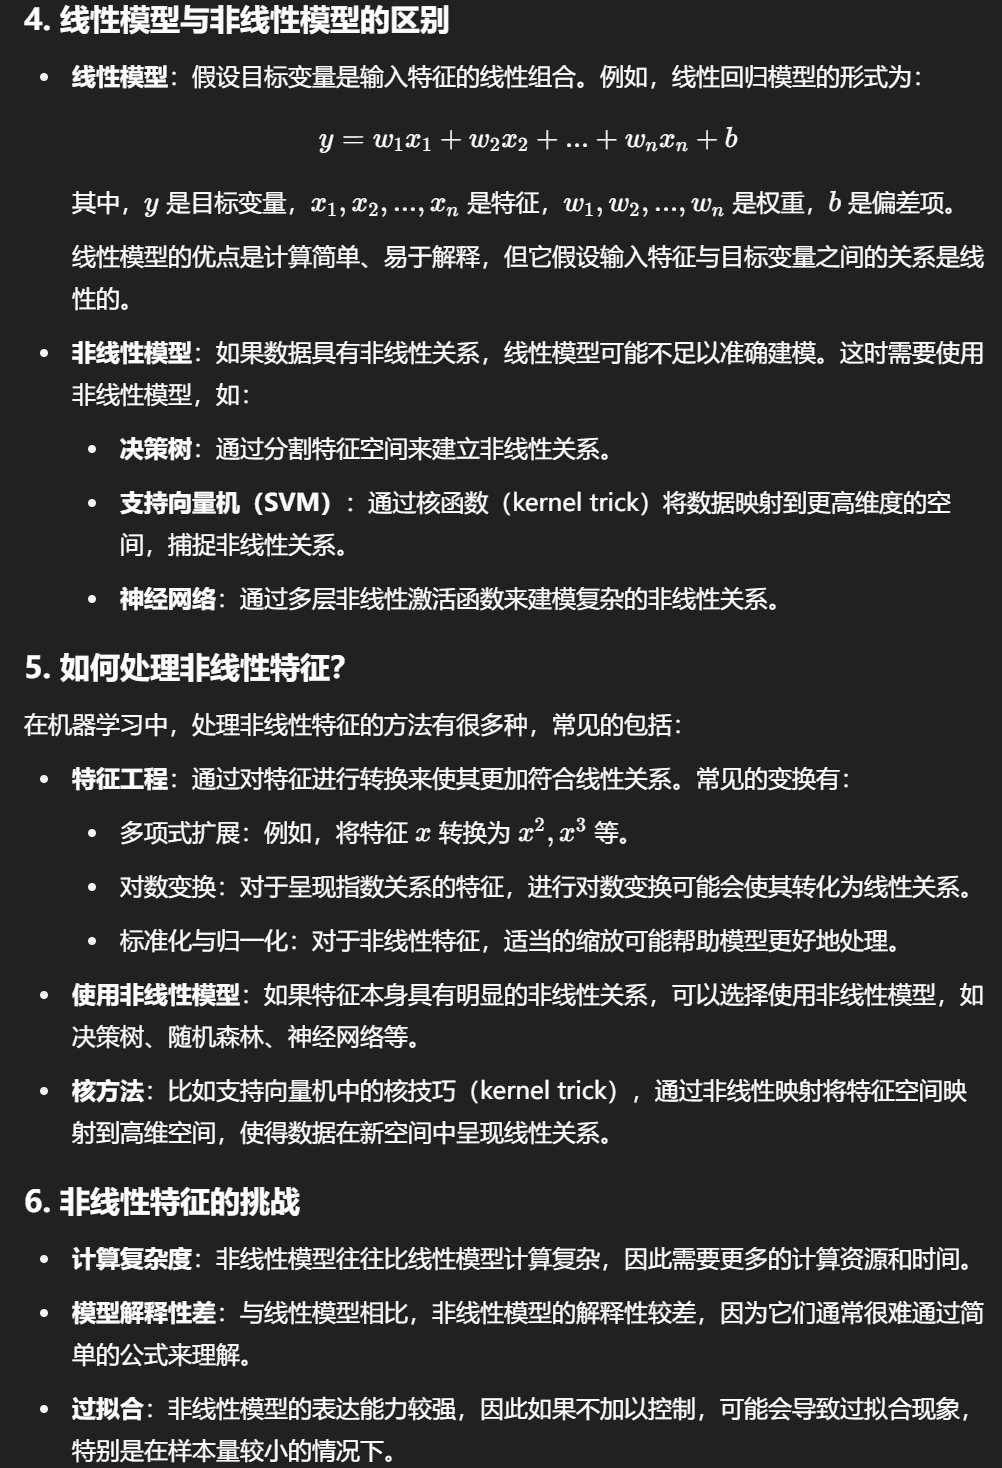 4. 线性模型与非线性模型的区别
• 线性模型：假设目标变量是输入特征的线性组合。例如，线性回归模型的形式为：
y = w₁x₁ + w₂x₂ + ... + wₙxₙ + b
其中，y 是目标变量，x₁, x₂, ..., xₙ 是特征，w₁, w₂, ..., wₙ 是权重，b 是偏差项。
线性模型的优点是计算简单、易于解释，但它假设输入特征与目标变量之间的关系是线
性的。
• 非线性模型：如果数据具有非线性关系，线性模型可能不足以准确建模。这时需要使用
非线性模型，如：
• 决策树：通过分割特征空间来建立非线性关系。
• 支持向量机（SVM）：通过核函数（kernel trick）将数据映射到更高维度的空
间，捕捉非线性关系。
• 神经网络：通过多层非线性激活函数来建模复杂的非线性关系。
5. 如何处理非线性特征？
在机器学习中，处理非线性特征的方法有很多种，常见的包括：
• 特征工程：通过对特征进行转换来使其更加符合线性关系。常见的变换有：
• 多项式扩展：例如，将特征 x 转换为 x², x³ 等。
• 对数变换：对于呈现指数关系的特征，进行对数变换可能会使其转化为线性关系。
• 标准化与归一化：对于非线性特征，适当的缩放可能帮助模型更好地处理。
• 使用非线性模型：如果特征本身具有明显的非线性关系，可以选择使用非线性模型，如
决策树、随机森林、神经网络等。
• 核方法：比如支持向量机中的核技巧（kernel trick），通过非线性映射将特征空间映
射到高维空间，使得数据在新空间中呈现线性关系。
6. 非线性特征的挑战
• 计算复杂度：非线性模型往往比线性模型计算复杂，因此需要更多的计算资源和时间。
• 模型解释性差：与线性模型相比，非线性模型的解释性较差，因为它们通常很难通过简
单的公式来理解。
• 过拟合：非线性模型的表达能力较强，因此如果不加以控制，可能会导致过拟合现象，
特别是在样本量较小的情况下。